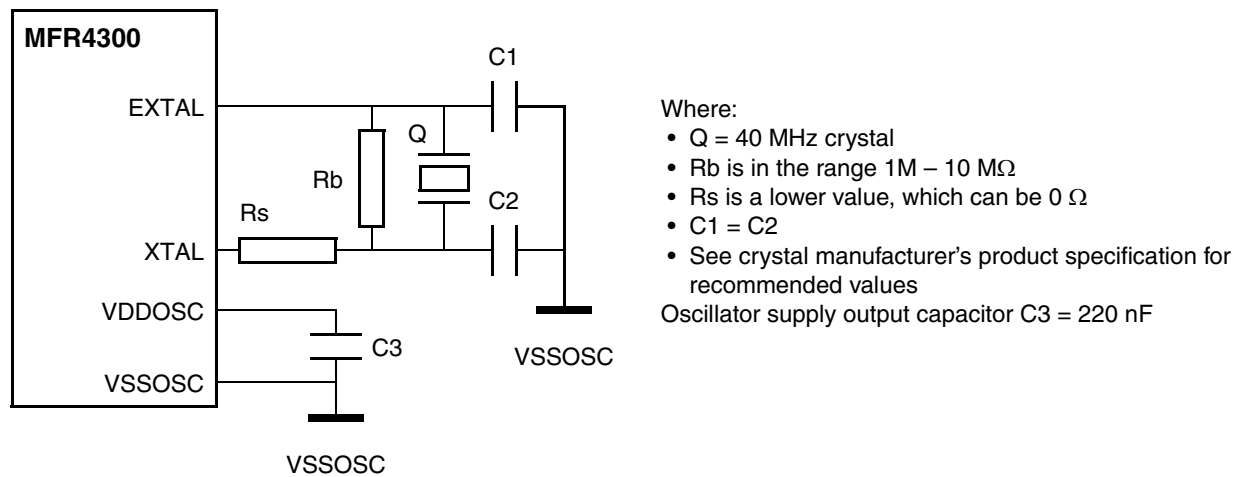 MFR4300
C1
EXTAL
Q
Rb
C2
Rs
XTAL
VDDOSC
C3
VSSOSC
VSSOSC
VSSOSC
Where:
• Q = 40 MHz crystal
• Rb is in the range 1M – 10 MΩ
• Rs is a lower value, which can be 0 Ω
• C1 = C2
• See crystal manufacturer's product specification for
recommended values
Oscillator supply output capacitor C3 = 220 nF